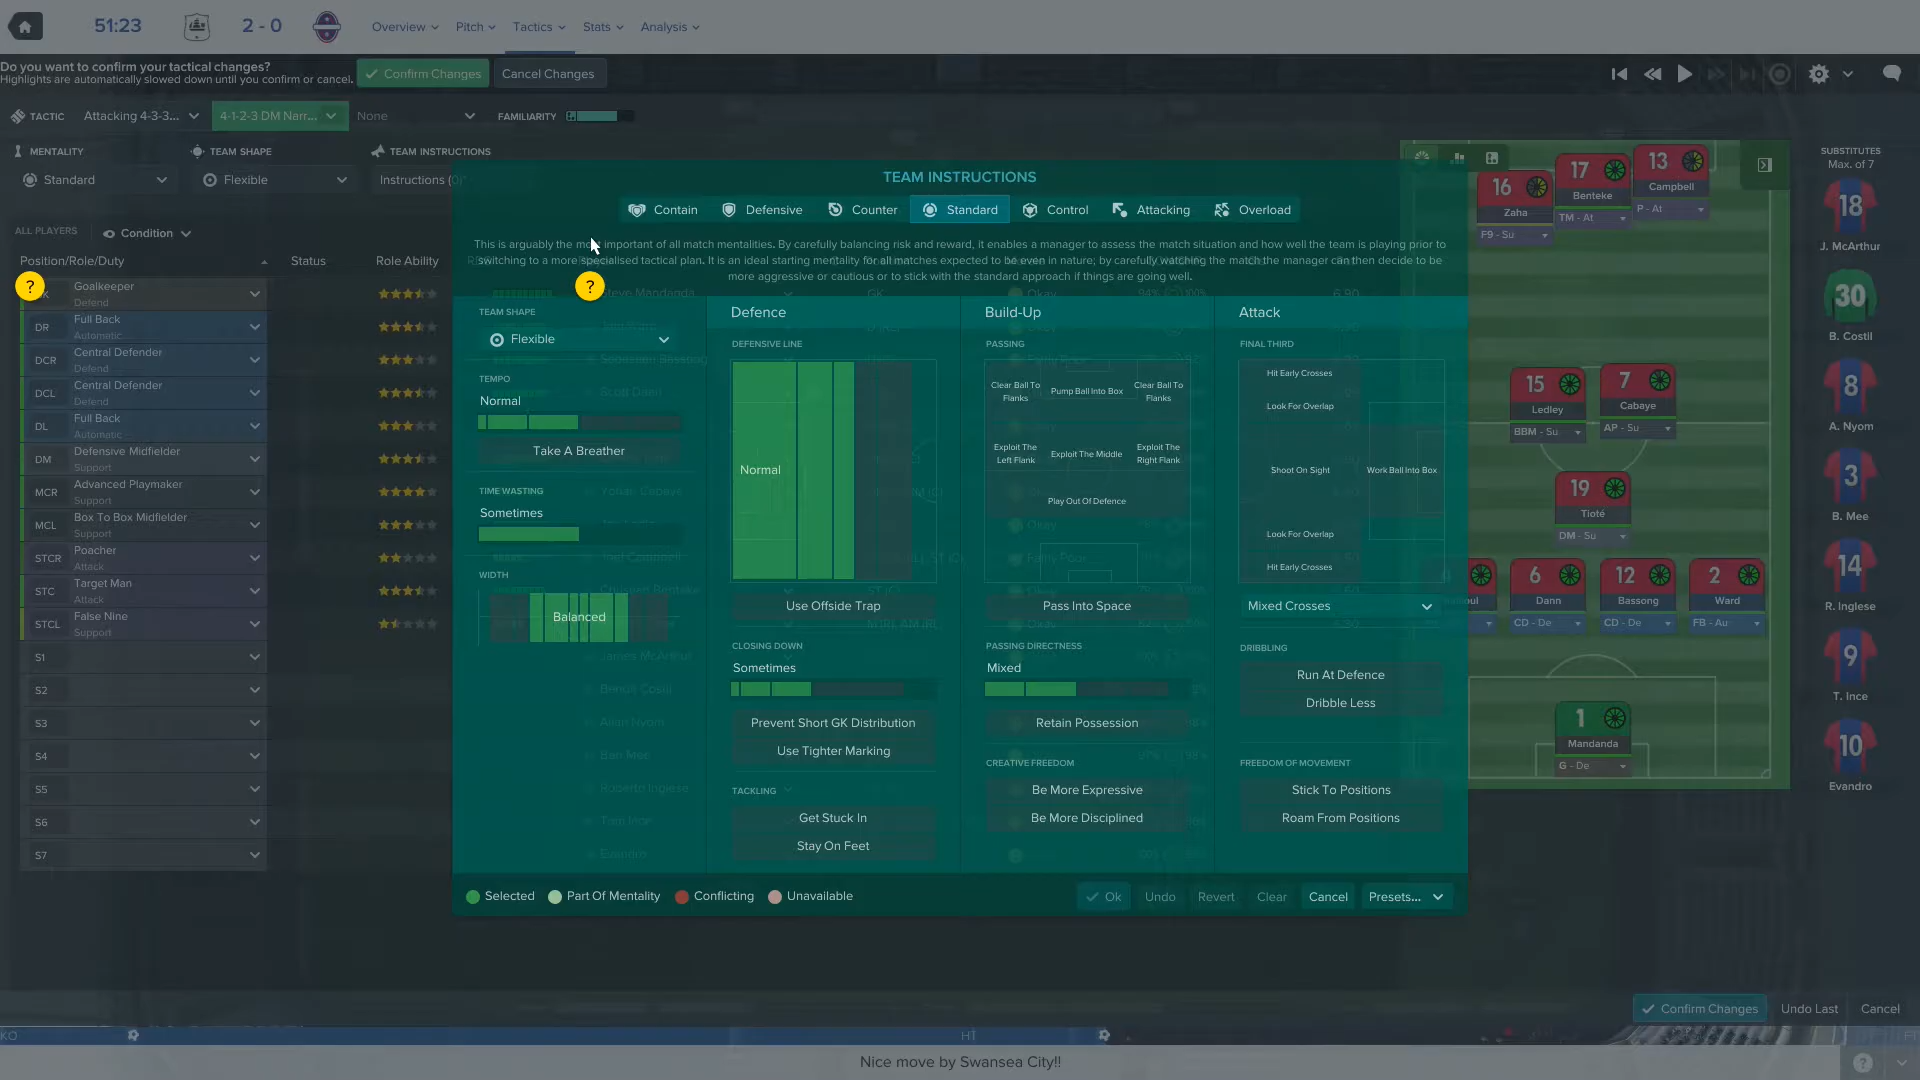 51:23
2 - 0
Overview
Pitch
Tactics
Stats
Analysis
Do you want to confirm your tactical changes?
Highlights are automatically slowed down until you confirm or cancel.
Confirm Changes
Cancel Changes
TACTIC
Attacking 4-3-3...
4-1-2-3 DM Narr...
None
FAMILIARITY
MENTALITY
TEAM SHAPE
TEAM INSTRUCTIONS
Standard
Flexible
Instructions (0)
ALL PLAYERS
Condition
Position/Role/Duty
Status
Role Ability
Goalkeeper
Defend
DR
Full Back
Automatic
DCR
Central Defender
Defend
DCL
Central Defender
Defend
DL
Full Back
Automatic
DM
Defensive Midfielder
Support
MCR
Advanced Playmaker
Support
MCL
Box To Box Midfielder
Support
STCR
Poacher
Attack
STC
Target Man
Attack
STCL
False Nine
Support
S1
S2
S3
S4
S5
S6
S7
TEAM INSTRUCTIONS
Contain
Defensive
Counter
Standard
Control
Attacking
Overload
This is arguably the most important of all match mentalities. By carefully balancing risk and reward, it enables a manager to assess the match situation and how well the team is playing prior to
switching to a more specialised tactical plan. It is an ideal starting mentality for all matches expected to be even in nature; by carefully watching the match the manager can then decide to
be more aggressive or cautious or to stick with the standard approach if things are going well.
TEAM SHAPE
Flexible
TEMPO
Normal
Take A Breather
TIME WASTING
Sometimes
WIDTH
Balanced
Defence
DEFENSIVE LINE
Normal
Use Offside Trap
CLOSING DOWN
Sometimes
Prevent Short GK Distribution
Use Tighter Marking
TACKLING
Get Stuck In
Stay On Feet
Build-Up
PASSING
Clear Ball To
Flanks
Pump Ball Into Box
Clear Ball To
Flanks
Exploit The
Left Flank
Exploit The Middle
Exploit The
Right Flank
Play Out Of Defence
Pass Into Space
PASSING DIRECTNESS
Mixed
Retain Possession
CREATIVE FREEDOM
Be More Expressive
Be More Disciplined
Attack
FINAL THIRD
Hit Early Crosses
Look For Overlap
Shoot On Sight
Work Ball Into Box
Look For Overlap
Hit Early Crosses
Mixed Crosses
DRIBBLING
Run At Defence
Dribble Less
FREEDOM OF MOVEMENT
Stick To Positions
Roam From Positions
Selected
Part Of Mentality
Conflicting
Unavailable
Ok
Undo
Revert
Clear
Cancel
Presets...
16
Zaha
F9 - Su
17
Benteke
TM - At
13
Campbell
P - At
15
Ledley
BBM - Su
7
Cabaye
AP - Su
19
Tioté
DM - Su
6
Dann
CD - De
12
Bassong
CD - De
2
Ward
FB - Au
1
Mandanda
G - De
SUBSTITUTES
Max. of 7
18
J. McArthur
30
B. Costil
8
A. Nyom
3
B. Mee
14
R. Inglese
9
T. Ince
10
Evandro
Confirm Changes
Undo Last
Cancel
KO
HT
FT
Nice move by Swansea City!!